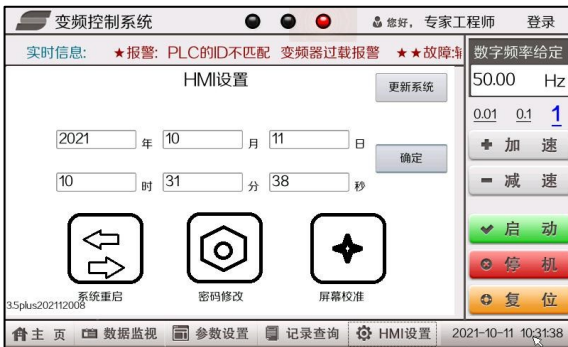 变频控制系统 您好, 专家工程师 登录
实时信息: ★报警: PLC的ID不匹配 变频器过载报警 ★★故障:
数字频率给定
HMI设置
更新系统
50.00 Hz
0.01 0.1 1
2021 年 10 月 11 日
确定
加 速
10 时 31 分 38 秒
减 速
启 动
停 机
系统重启 密码修改 屏幕校准
复 位
3.5plus202112008
主 页 数据监视 参数设置 记录查询 HMI设置 2021-10-11 10:31:38